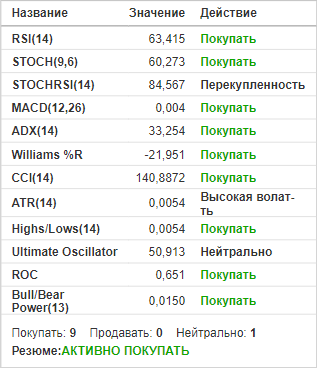 Название Значение Действие
RSI(14) 63,415 Покупать
STOCH(9,6) 60,273 Покупать
STOCHRSI(14) 84,567 Перекупленность
MACD(12,26) 0,004 Покупать
ADX(14) 33,254 Покупать
Williams %R -21,951 Покупать
CCI(14) 140,8872 Покупать
ATR(14) 0,0054 Высокая волат-
ть
Highs/Lows(14) 0,0054 Покупать
Ultimate Oscillator 50,913 Нейтрально
ROC 0,651 Покупать
Bull/Bear
Power(13) 0,0150 Покупать
Покупать: 9 Продавать: 0 Нейтрально: 1
Резюме:АКТИВНО ПОКУПАТЬ